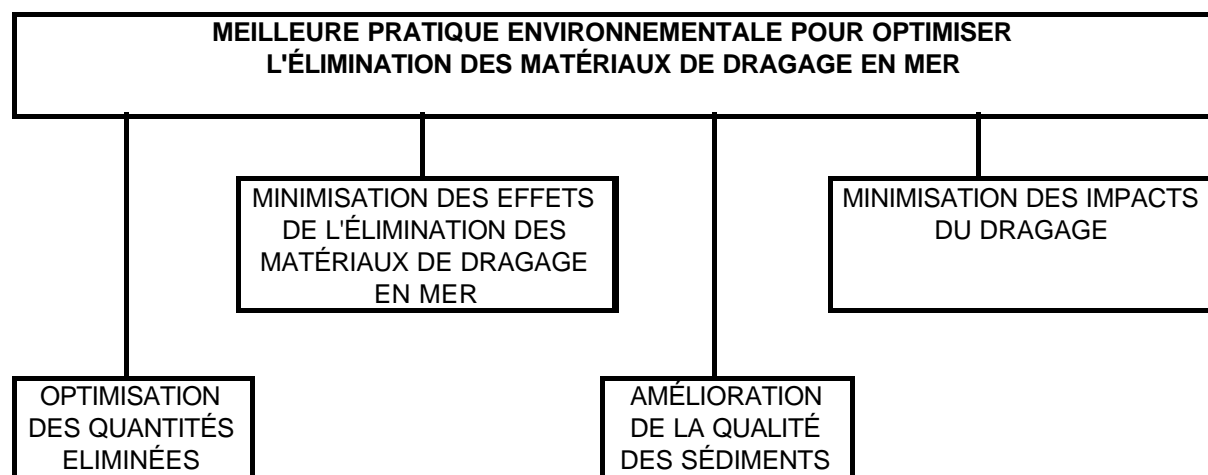 MEILLEURE PRATIQUE ENVIRONNEMENTALE POUR OPTIMISER
L'ÉLIMINATION DES MATÉRIAUX DE DRAGAGE EN MER
MINIMISATION DES EFFETS
DE L'ÉLIMINATION DES
MATÉRIAUX DE DRAGAGE
EN MER
MINIMISATION DES IMPACTS
DU DRAGAGE
OPTIMISATION
DES QUANTITÉS
ELIMINÉES
AMÉLIORATION
DE LA QUALITÉ
DES SÉDIMENTS